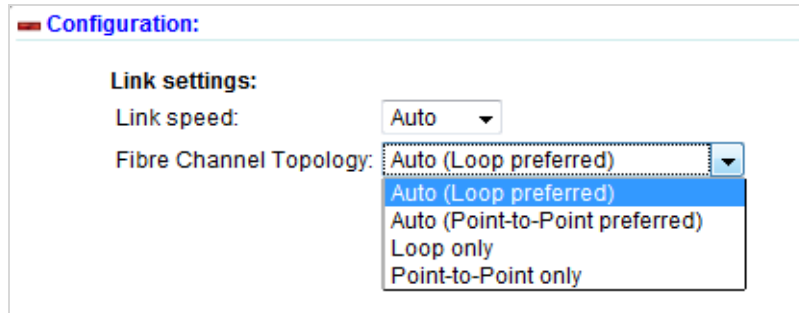 Configuration:
Link settings:
Link speed: Auto
Fibre Channel Topology: Auto (Loop preferred)
Auto (Loop preferred)
Auto (Point-to-Point preferred)
Loop only
Point-to-Point only